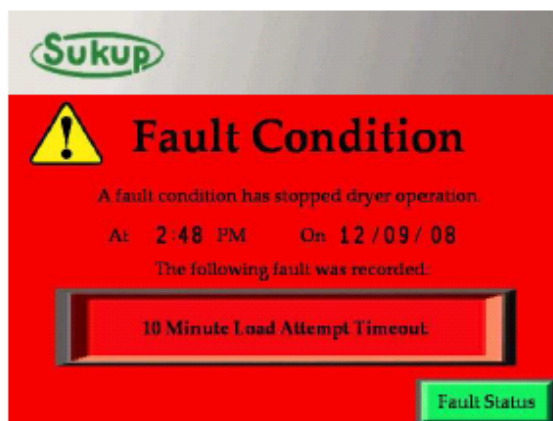 Sukup
Fault Condition
A fault condition has stopped dryer operation.
At 2:48 PM On 12/09/08
The following fault was recorded:
10 Minute Load Attempt Timeout
Fault Status